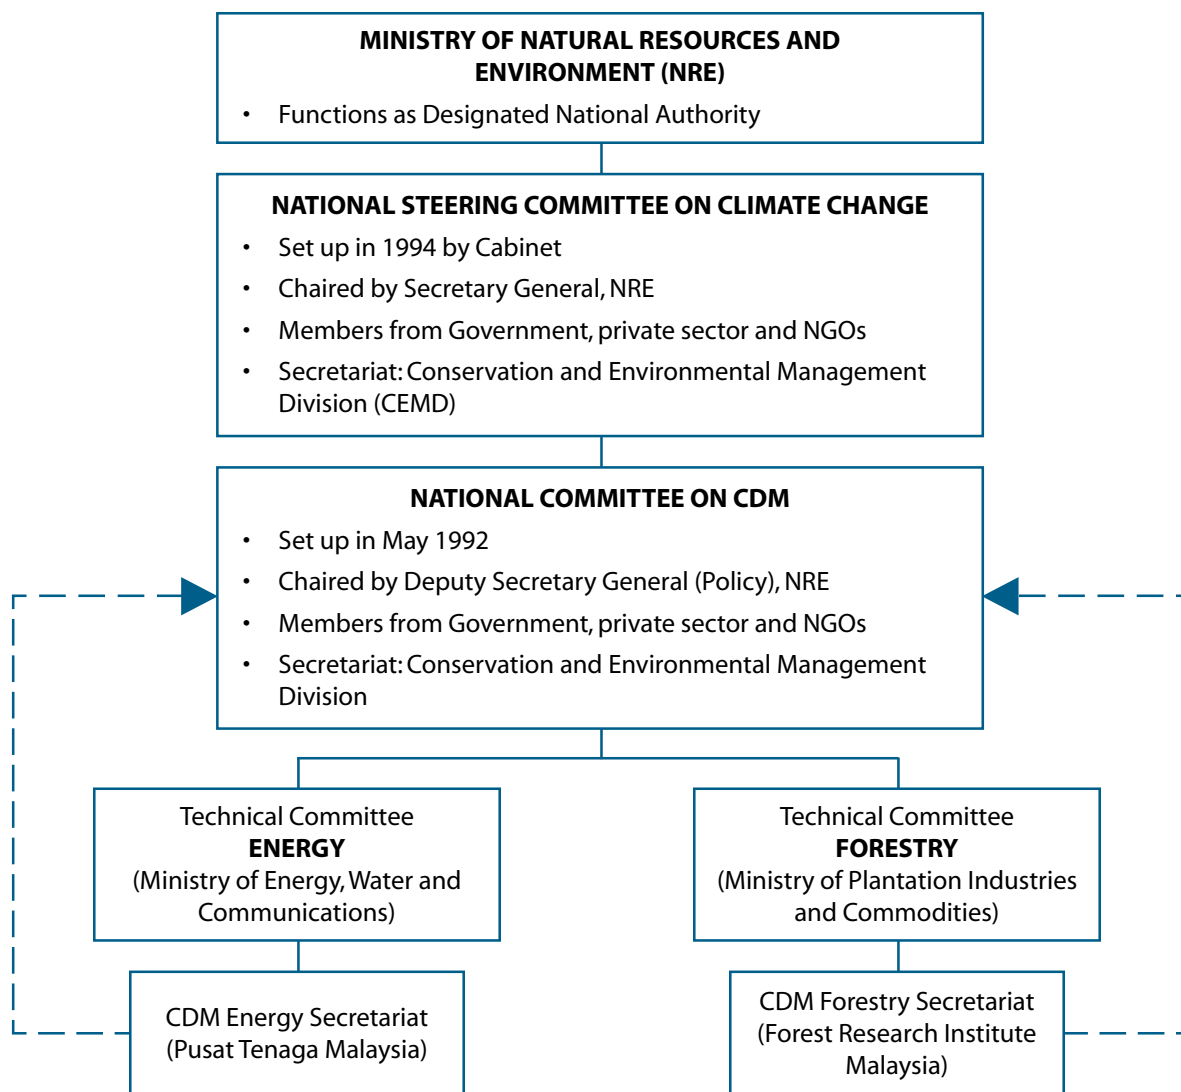 MINISTRY OF NATURAL RESOURCES AND
ENVIRONMENT (NRE)
• Functions as Designated National Authority
NATIONAL STEERING COMMITTEE ON CLIMATE CHANGE
• Set up in 1994 by Cabinet
• Chaired by Secretary General, NRE
• Members from Government, private sector and NGOs
• Secretariat: Conservation and Environmental Management
Division (CEMD)
NATIONAL COMMITTEE ON CDM
• Set up in May 1992
• Chaired by Deputy Secretary General (Policy), NRE
• Members from Government, private sector and NGOs
• Secretariat: Conservation and Environmental Management
Division
Technical Committee
ENERGY
(Ministry of Energy, Water and
Communications)
Technical Committee
FORESTRY
(Ministry of Plantation Industries
and Commodities)
CDM Energy Secretariat
(Pusat Tenaga Malaysia)
CDM Forestry Secretariat
(Forest Research Institute
Malaysia)